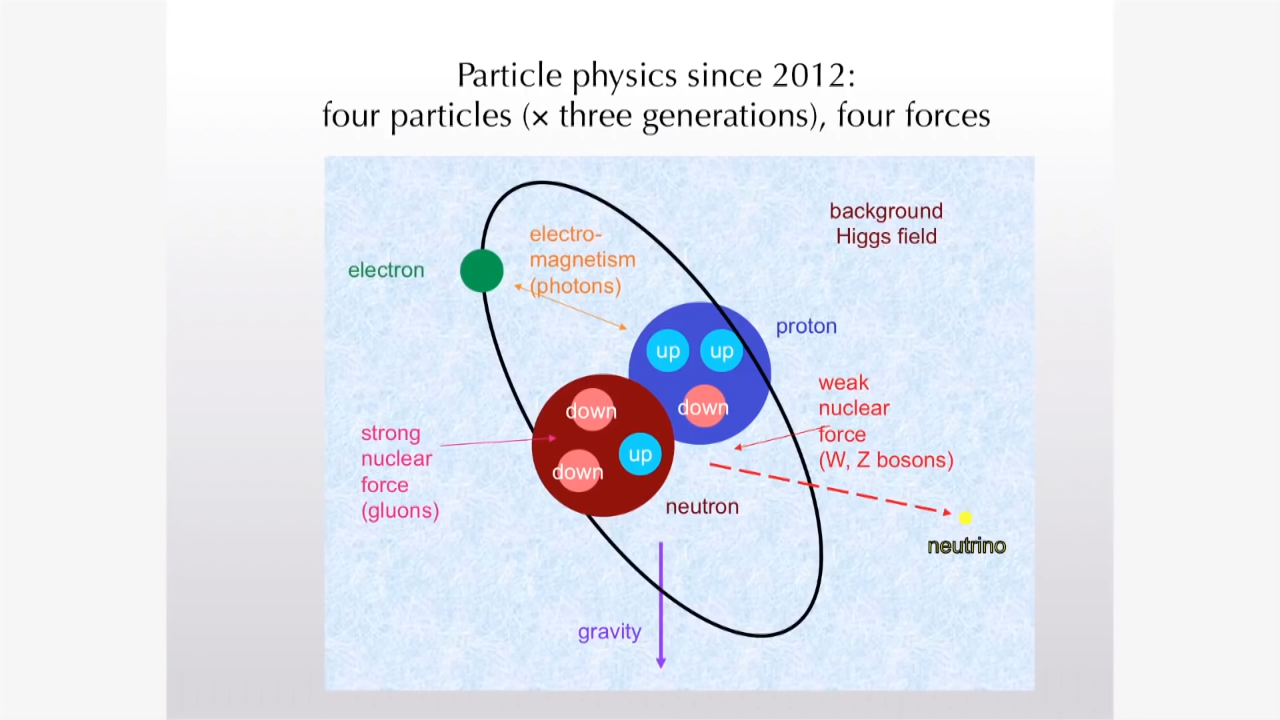 Particle physics since 2012:
four particles (× three generations), four forces
background
Higgs field
electro-
magnetism
(photons)
electron
proton
up
up
down
weak
nuclear
force
(W, Z bosons)
down
up
down
strong
nuclear
force
(gluons)
neutron
neutrino
gravity